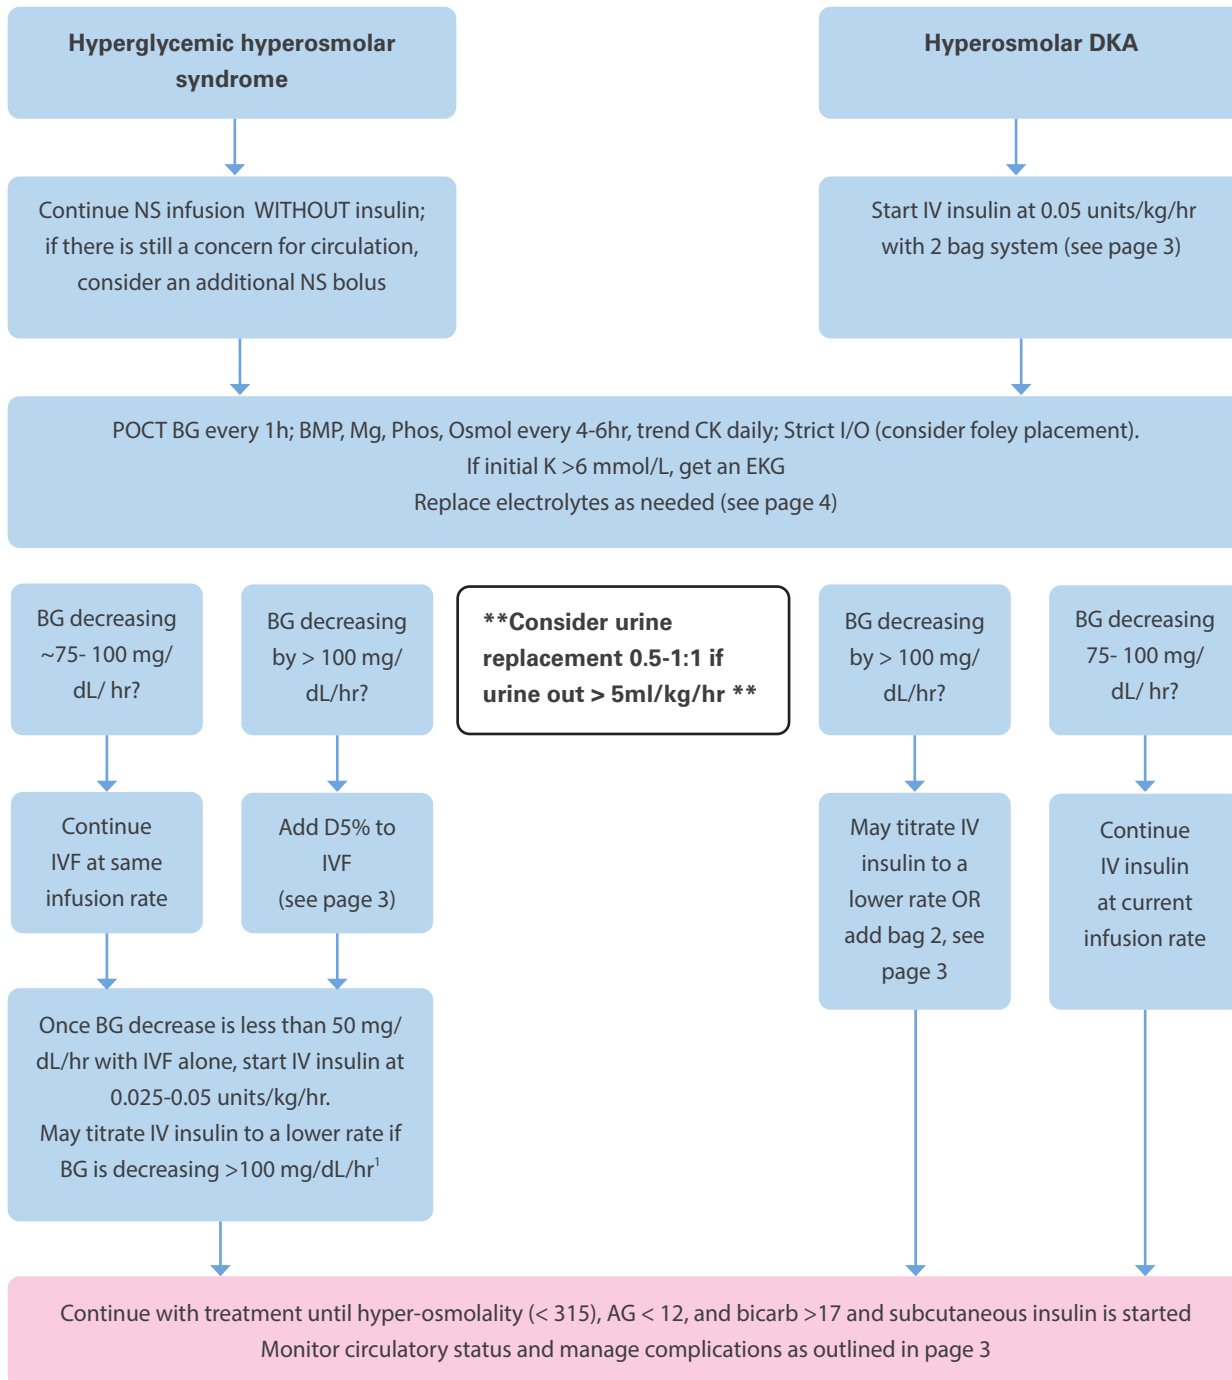 Hyperglycemic hyperosmolar
syndrome
Hyperosmolar DKA
Continue NS infusion WITHOUT insulin;
if there is still a concern for circulation,
consider an additional NS bolus
Start IV insulin at 0.05 units/kg/hr
with 2 bag system (see page 3)
POCT BG every 1h; BMP, Mg, Phos, Osmol every 4-6hr, trend CK daily; Strict I/O (consider foley placement).
If initial K >6 mmol/L, get an EKG
Replace electrolytes as needed (see page 4)
BG decreasing
~75- 100 mg/
dL/ hr?
BG decreasing
by > 100 mg/
dL/hr?
**Consider urine
replacement 0.5-1:1 if
urine out > 5ml/kg/hr **
BG decreasing
by > 100 mg/
dL/hr?
BG decreasing
75- 100 mg/
dL/ hr?
Continue
IVF at same
infusion rate
Add D5% to
IVF
(see page 3)
May titrate IV
insulin to a
lower rate OR
add bag 2, see
page 3
Continue
IV insulin
at current
infusion rate
Once BG decrease is less than 50 mg/
dL/hr with IVF alone, start IV insulin at
0.025-0.05 units/kg/hr.
May titrate IV insulin to a lower rate if
BG is decreasing >100 mg/dL/hr¹
Continue with treatment until hyper-osmolality (< 315), AG < 12, and bicarb >17 and subcutaneous insulin is started
Monitor circulatory status and manage complications as outlined in page 3